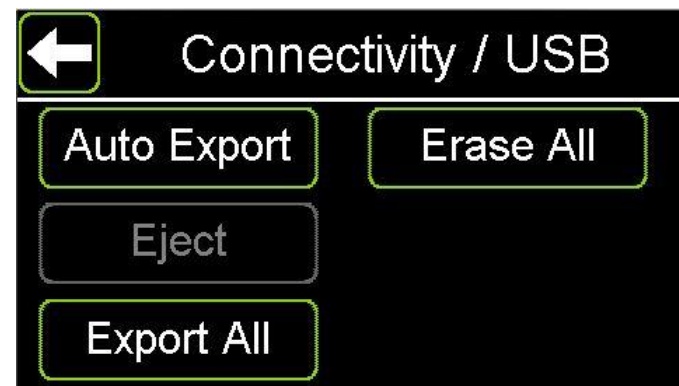 Connectivity / USB
Auto Export
Erase All
Eject
Export All